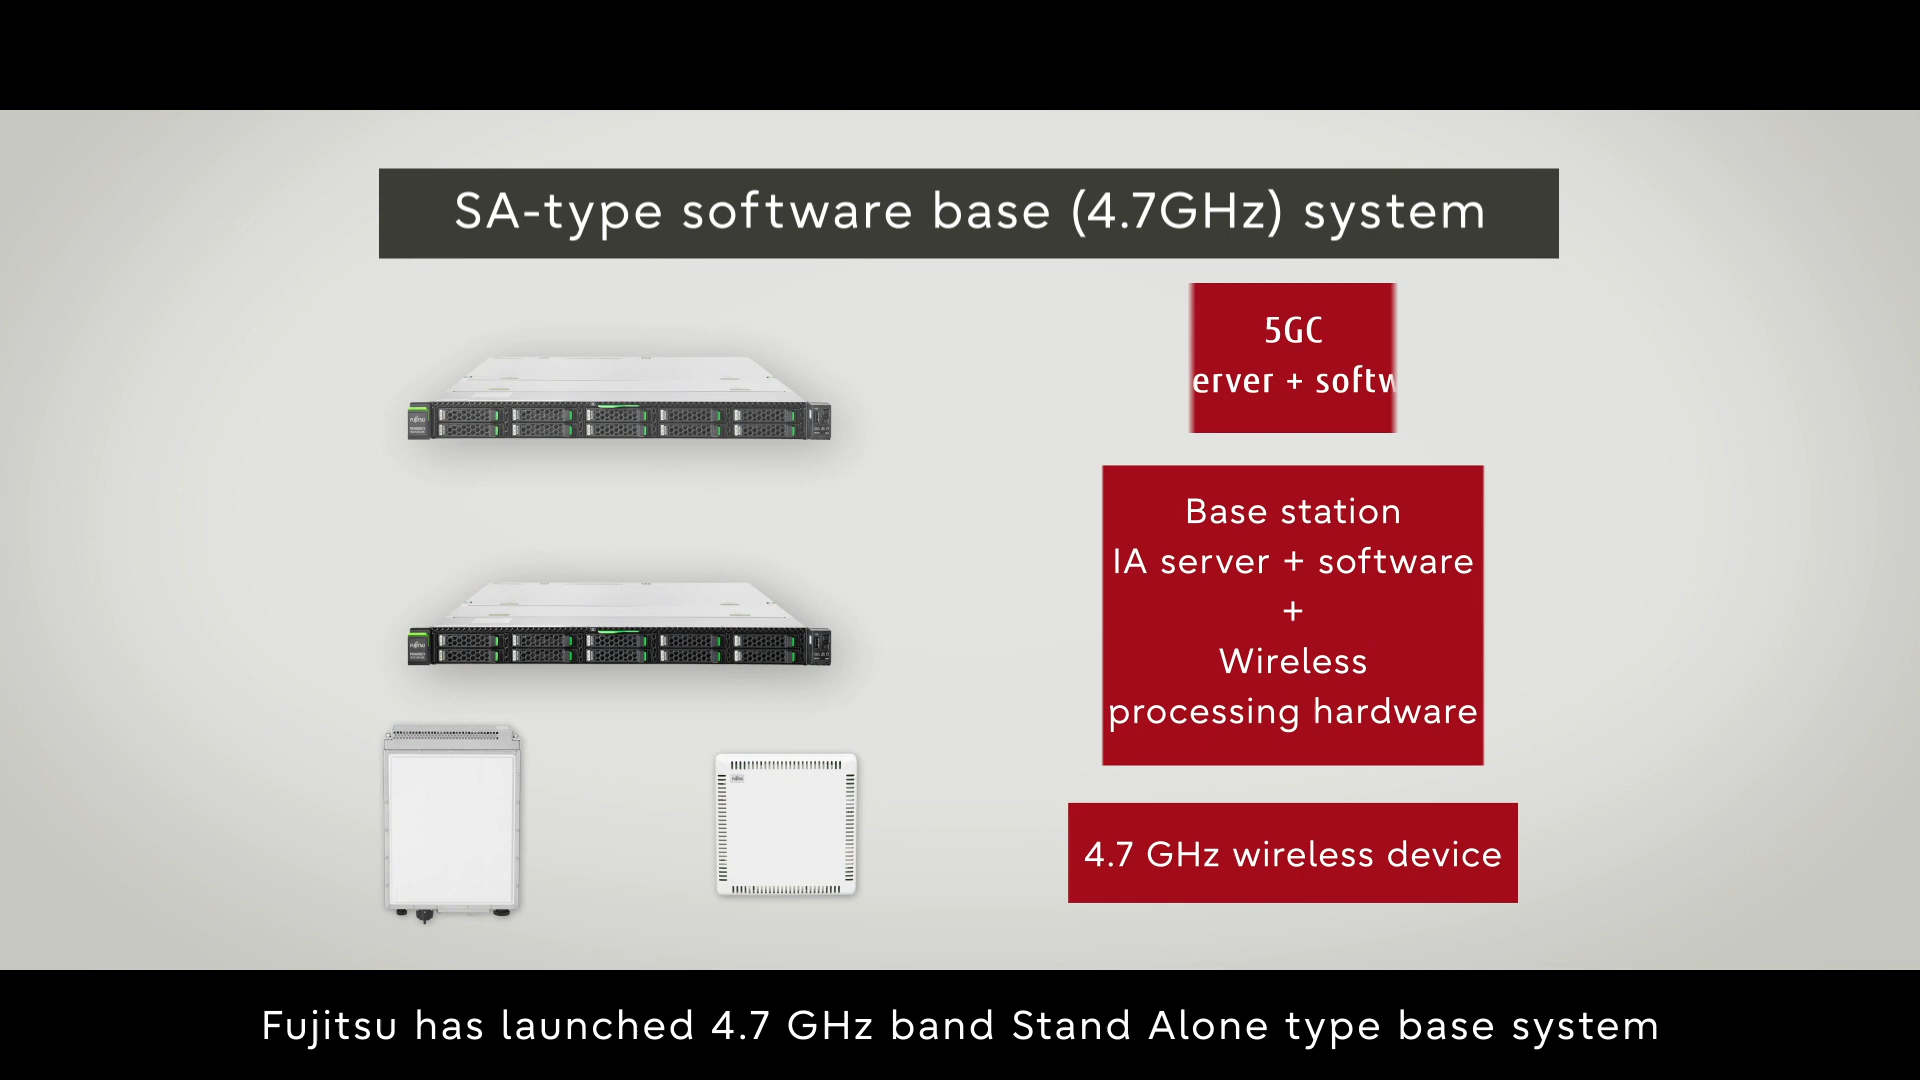 SA-type software base (4.7GHz) system
5GC
erver + softw
Base station
IA server + software
+
Wireless
processing hardware
4.7 GHz wireless device
Fujitsu has launched 4.7 GHz band Stand Alone type base system